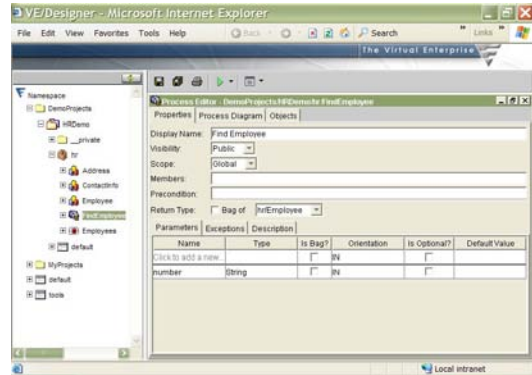 VE/Designer - Microsoft Internet Explorer
File Edit View Favorites Tools Help
Back
Search
Links
The Virtual Enterprise
Namespace
DemoProjects
HRDemo
__private
hr
Address
ContactInfo
Employee
FindEmployee
Employees
default
MyProjects
default
tools
Process Editor - DemoProjects/HRDemo/hr/FindEmployee
Properties Process Diagram Objects
Display Name: Find Employee
Visibility: Public
Scope: Global
Members:
Precondition:
Return Type: Bag of hr/Employee
Parameters Exceptions Description
Name Type Is Bag? Orientation Is Optional? Default Value
Click to add a new... IN
number String IN
Local intranet